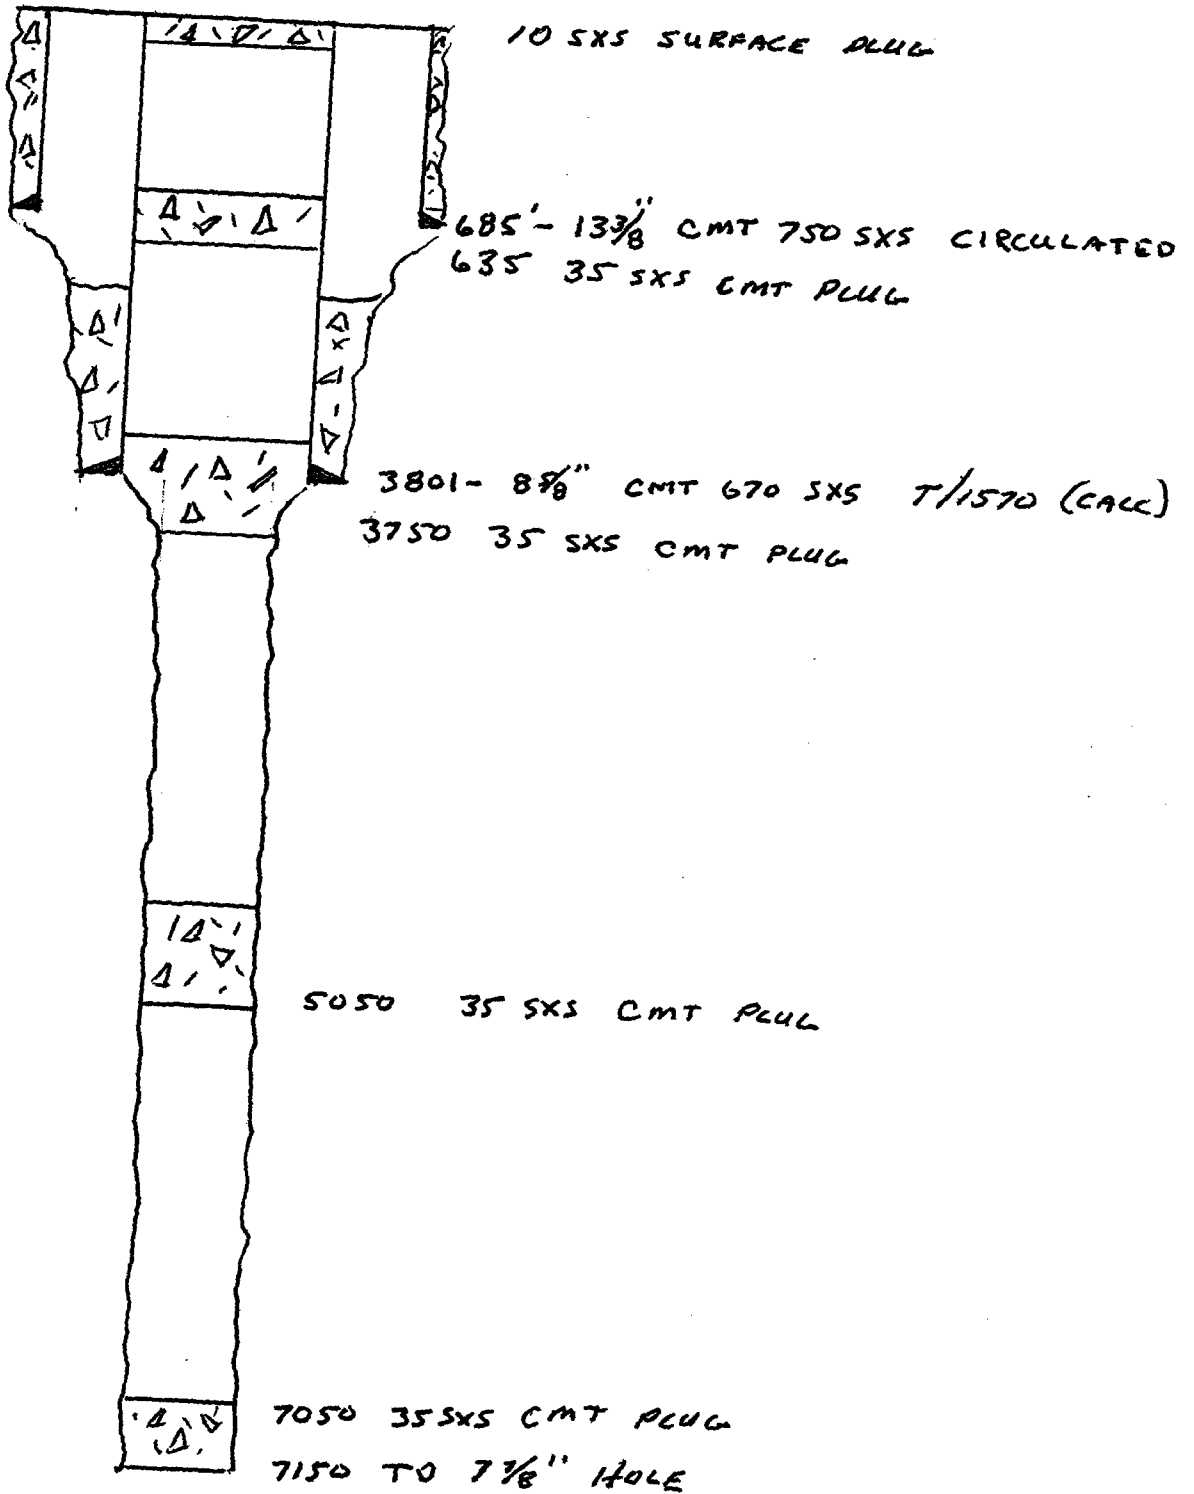 10 SXS SURFACE PLUG
685' - 13 3/8" CMT 750 SXS CIRCULATED
635 35 SXS CMT PLUG
3801 - 8 5/8" CMT 670 SXS T/1570 (CALC)
3750 35 SXS CMT PLUG
5050 35 SXS CMT PLUG
7050 35 SXS CMT PLUG
7150 TD 7 7/8" HOLE